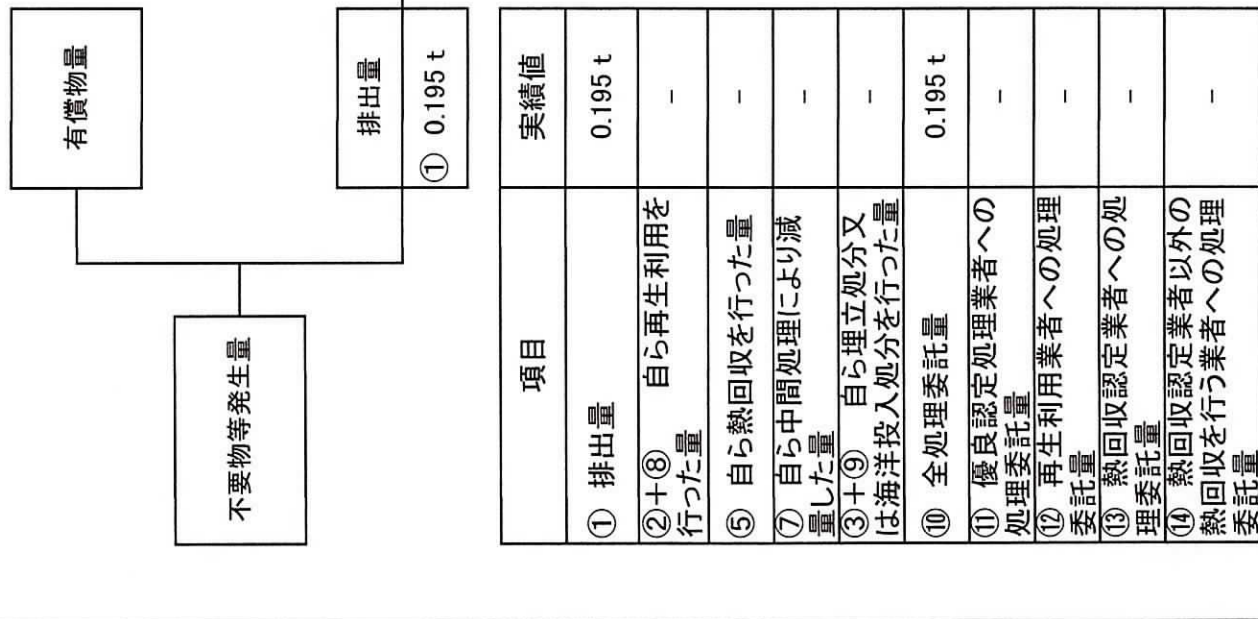 不要物等発生量
有償物量
排出量
① 0.195 t
項目
実績値
① 排出量
0.195 t
②＋⑧ 自ら再生利用を
行った量
－
⑤ 自ら熱回収を行った量
－
⑦ 自ら中間処理により減
量した量
－
③＋⑨ 自ら埋立処分又
は海洋投入処分を行った量
－
⑩ 全処理委託量
0.195 t
⑪ 優良認定処理業者への
処理委託量
－
⑫ 再生利用業者への処理
委託量
－
⑬ 熱回収認定業者への処
理委託量
－
⑭ 熱回収認定業者以外の
熱回収を行う業者への処理
委託量
－